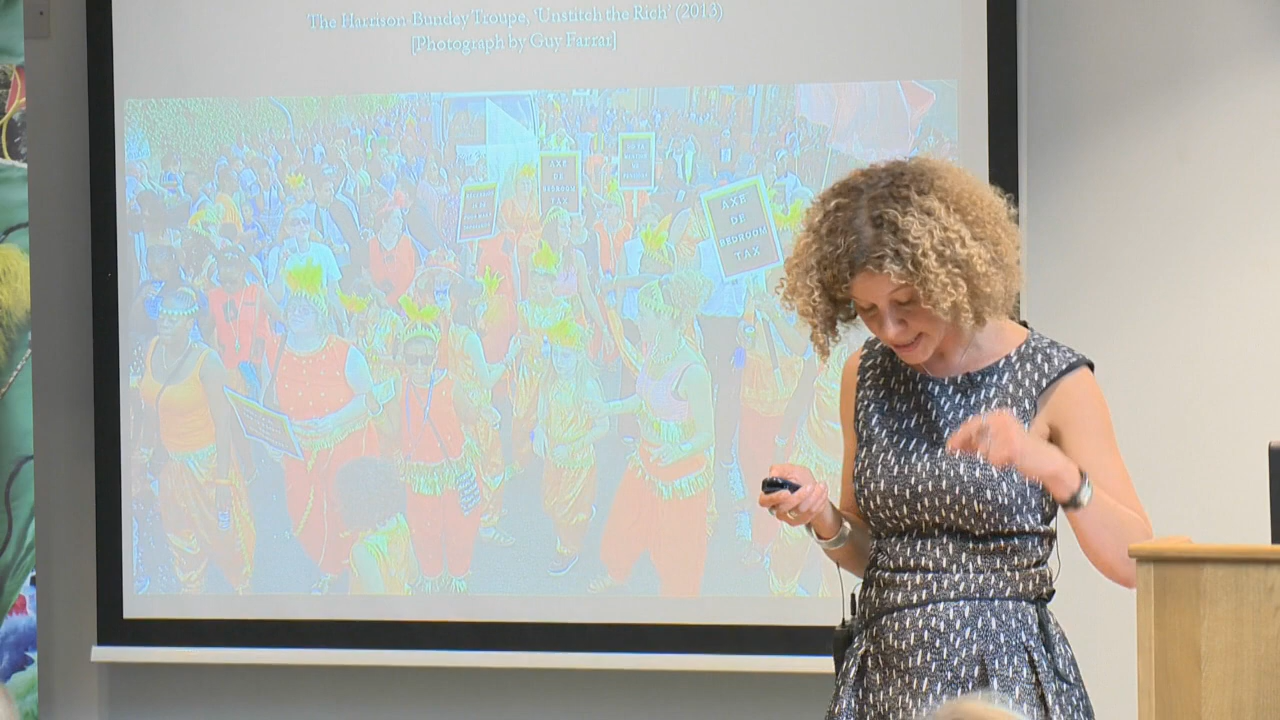 The Harrison Bundey Troupe, ‘Unstitch the Rich’ (2013)
[Photograph by Guy Farrar]
AXE
DE
BEDROOM
TAX
AXE
DE
BEDROOM
TAX